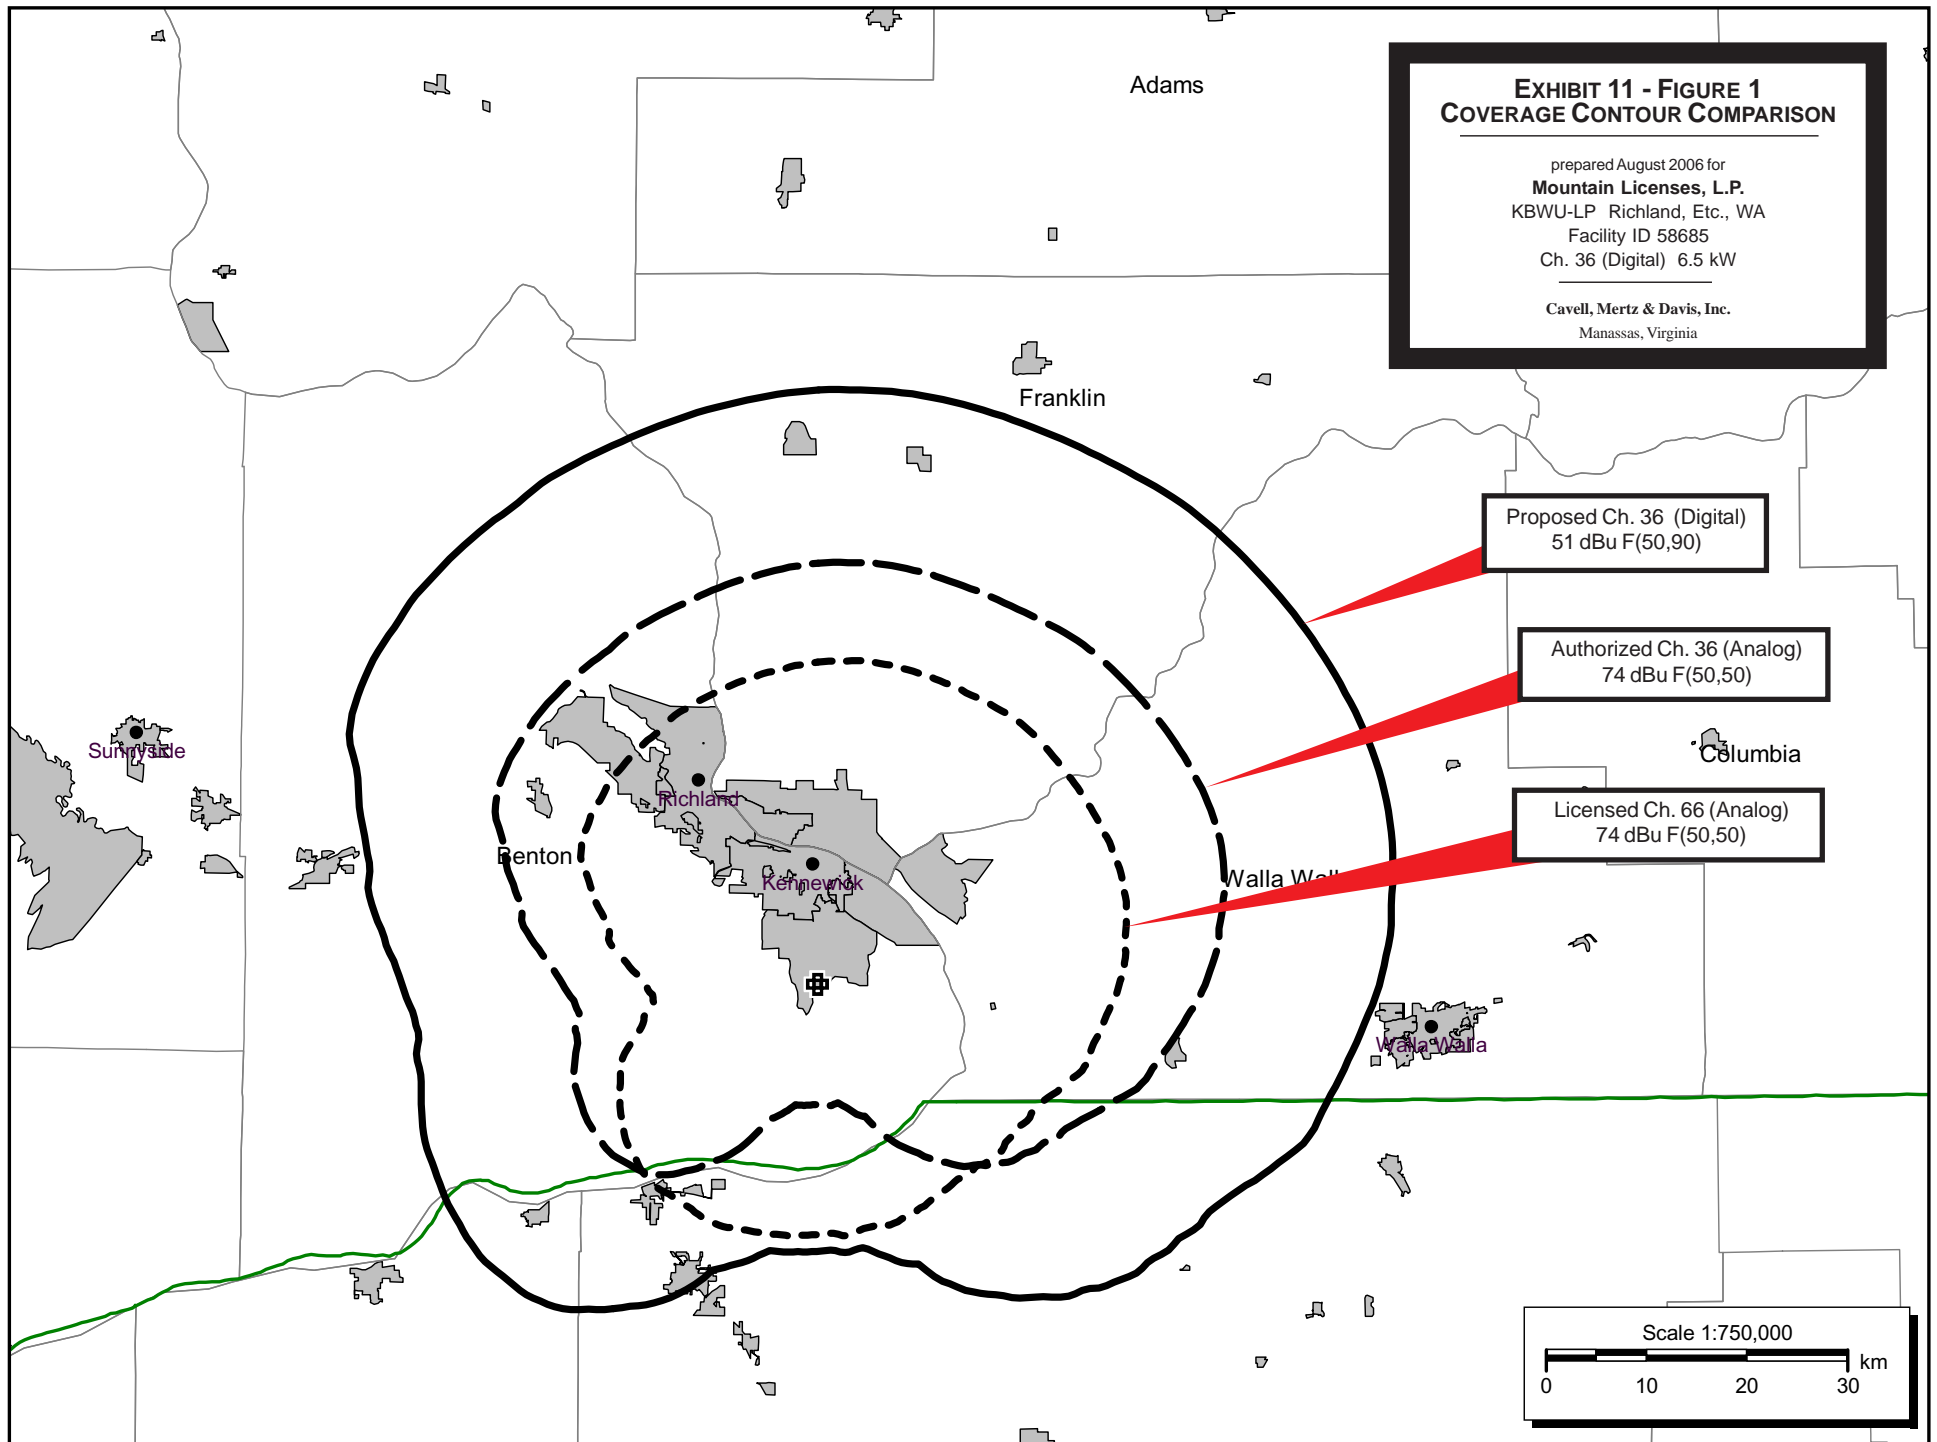 EXHIBIT 11 - FIGURE 1
COVERAGE CONTOUR COMPARISON
prepared August 2006 for
Mountain Licenses, L.P.
KBWU-LP Richland, Etc., WA
Facility ID 58685
Ch. 36 (Digital) 6.5 kW
Cavell, Mertz & Davis, Inc.
Manassas, Virginia
Adams
Franklin
Proposed Ch. 36 (Digital)
51 dBu F(50,90)
Authorized Ch. 36 (Analog)
74 dBu F(50,50)
Sunnyside
Columbia
Richland
Licensed Ch. 66 (Analog)
74 dBu F(50,50)
Benton
Kennewick
Walla Wall
Walla Walla
Scale 1:750,000
km
0 10 20 30